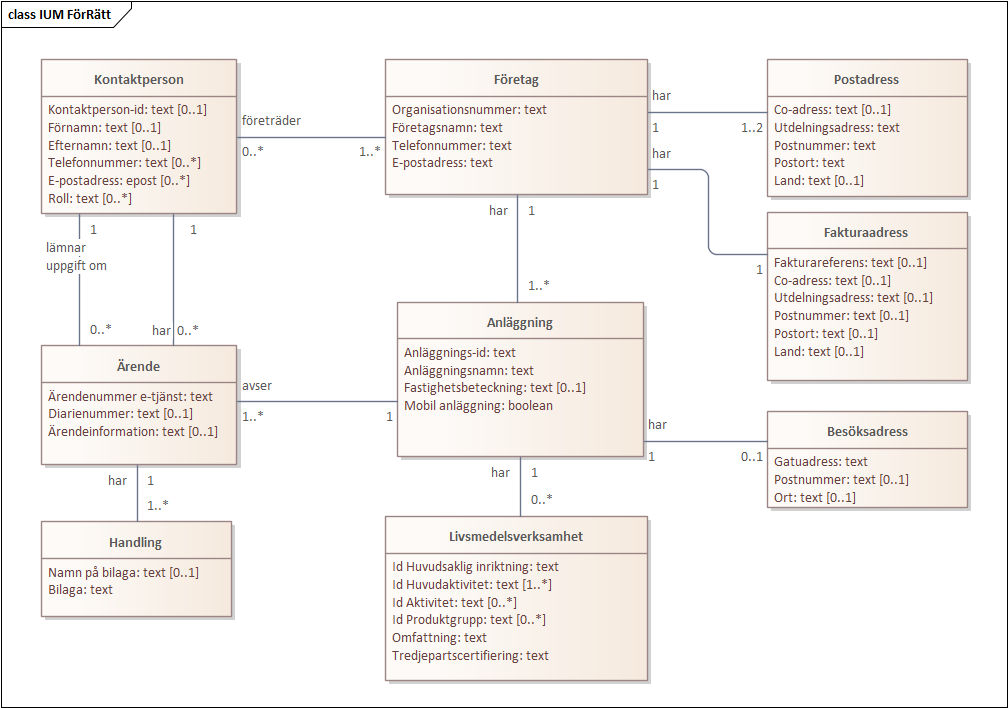 class IUM FörRätt
Kontaktperson
Kontaktperson-id: text [0..1]
Förnamn: text [0..1]
Efternamn: text [0..1]
Telefonnummer: text [0..*]
E-postadress: epost [0..*]
Roll: text [0..*]
företräder
0..*
1..*
Företag
Organisationsnummer: text
Företagsnamn: text
Telefonnummer: text
E-postadress: text
har
1
1..2
har
1
1
Postadress
Co-adress: text [0..1]
Utdelningsadress: text
Postnummer: text
Postort: text
Land: text [0..1]
Fakturaadress
Fakturareferens: text [0..1]
Co-adress: text [0..1]
Utdelningsadress: text [0..1]
Postnummer: text [0..1]
Postort: text [0..1]
Land: text [0..1]
1
lämnar
uppgift om
0..*
1
har
0..*
har
1
1..*
Ärende
Ärendenummer e-tjänst: text
Diarienummer: text [0..1]
Ärendeinformation: text [0..1]
avser
1..*
1
Anläggning
Anläggnings-id: text
Anläggningsnamn: text
Fastighetsbeteckning: text [0..1]
Mobil anläggning: boolean
har
1
0..1
Besöksadress
Gatuadress: text
Postnummer: text [0..1]
Ort: text [0..1]
har
1
1..*
har
1
0..*
Handling
Namn på bilaga: text [0..1]
Bilaga: text
Livsmedelsverksamhet
Id Huvudsaklig inriktning: text
Id Huvudaktivitet: text [1..*]
Id Aktivitet: text [0..*]
Id Produktgrupp: text [0..*]
Omfattning: text
Tredjepartscertifiering: text